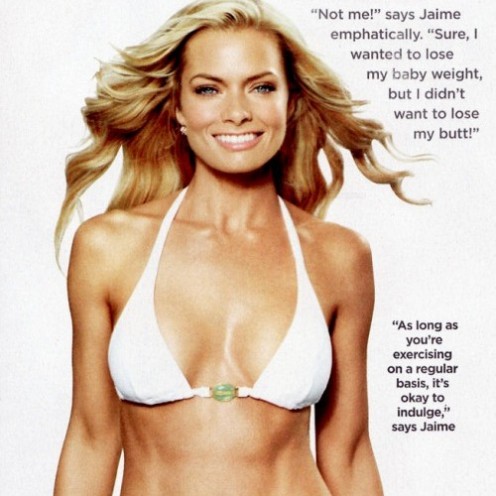 "Not me!" says Jaime
emphatically. "Sure, I
wanted to lose
my baby weight,
but I didn't
want to lose
my butt!"
"As long as
you're
exercising
on a regular
basis, it's
okay to
indulge,"
says Jaime